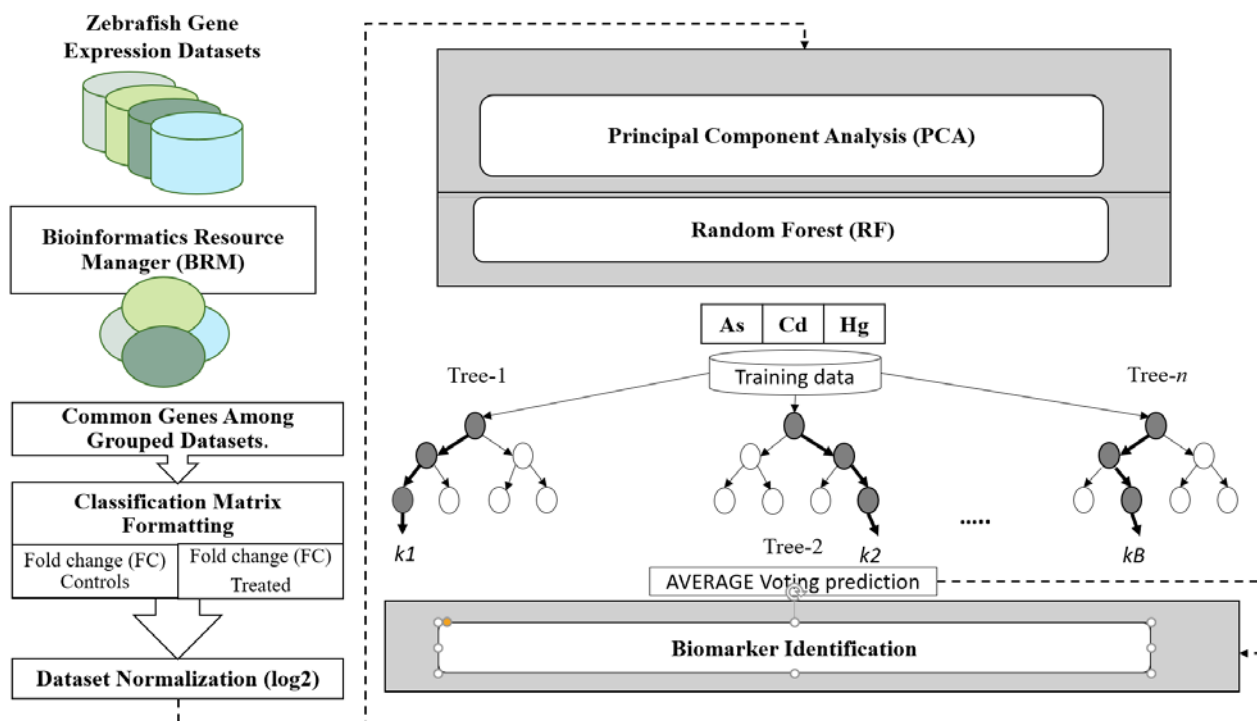 Zebrafish Gene
Expression Datasets
Bioinformatics Resource
Manager (BRM)
Common Genes Among
Grouped Datasets.
Classification Matrix
Formatting
Fold change (FC)
Controls
Fold change (FC)
Treated
Dataset Normalization (log2)
Principal Component Analysis (PCA)
Random Forest (RF)
As
Cd
Hg
Training data
Tree-1
Tree-n
k1
Tree-2
k2
.....
kB
AVERAGE Voting prediction
Biomarker Identification